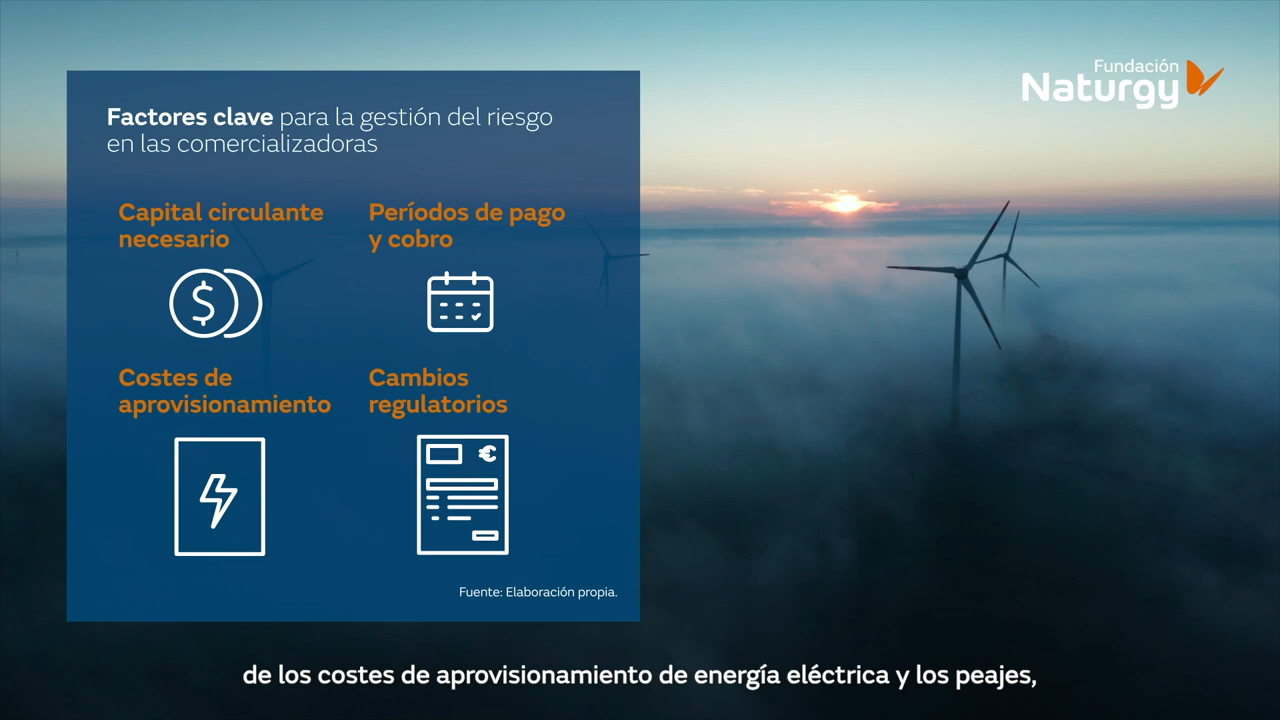 Fundación
Naturgy
Factores clave para la gestión del riesgo
en las comercializadoras
Capital circulante
necesario
Períodos de pago
y cobro
$
Costes de
aprovisionamiento
Cambios
regulatorios
€
Fuente: Elaboración propia.
de los costes de aprovisionamiento de energía eléctrica y los peajes,